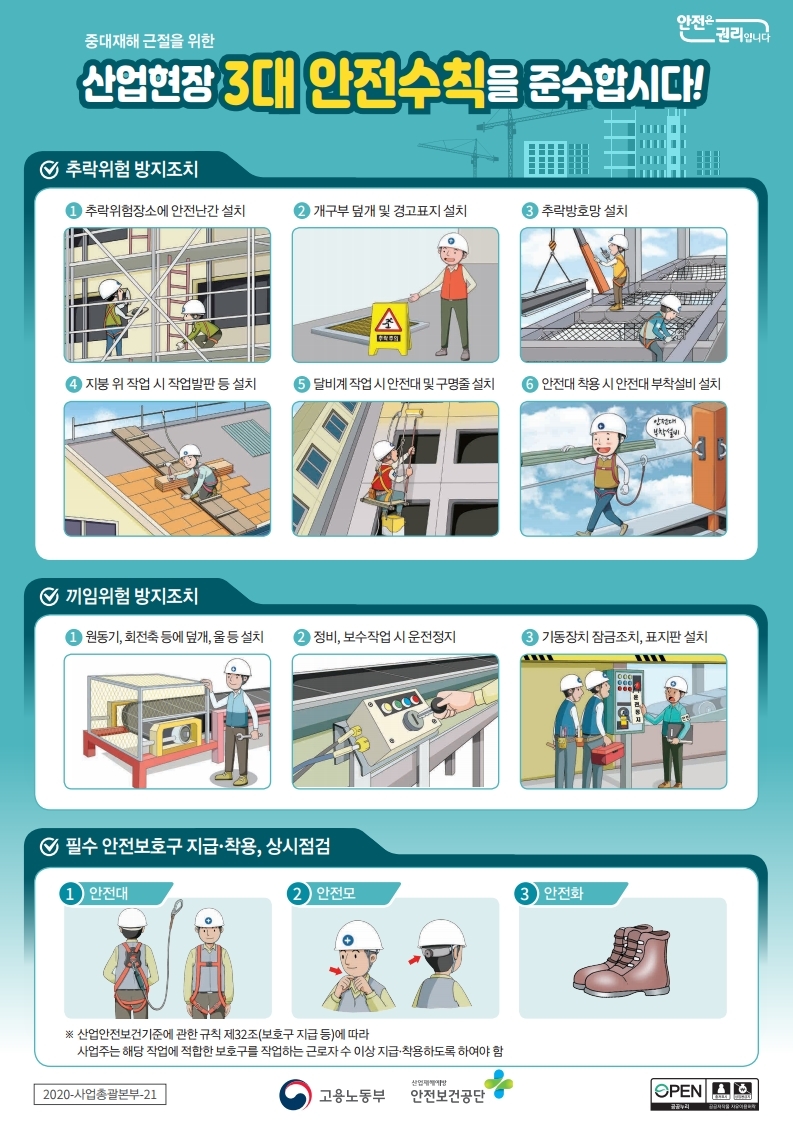 안전은
권리입니다
중대재해 근절을 위한
산업현장 3대 안전수칙을 준수합시다!
추락위험 방지조치
1 추락위험장소에 안전난간 설치
2 개구부 덮개 및 경고표지 설치
3 추락방호망 설치
추락주의
4 지붕 위 작업 시 작업발판 등 설치
5 달비계 작업 시 안전대 및 구명줄 설치
6 안전대 착용 시 안전대 부착설비 설치
안전대
부착설비
끼임위험 방지조치
1 원동기, 회전축 등에 덮개, 울 등 설치
2 정비, 보수작업 시 운전정지
3 기동장치 잠금조치, 표지판 설치
운전정지
필수 안전보호구 지급·착용, 상시점검
1 안전대
2 안전모
3 안전화
※ 산업안전보건기준에 관한 규칙 제32조(보호구 지급 등)에 따라
사업주는 해당 작업에 적합한 보호구를 작업하는 근로자 수 이상 지급·착용하도록 하여야 함
2020-사업총괄본부-21
고용노동부
산업재해예방
안전보건공단
OPEN
공공누리
공공저작물 자유이용허락